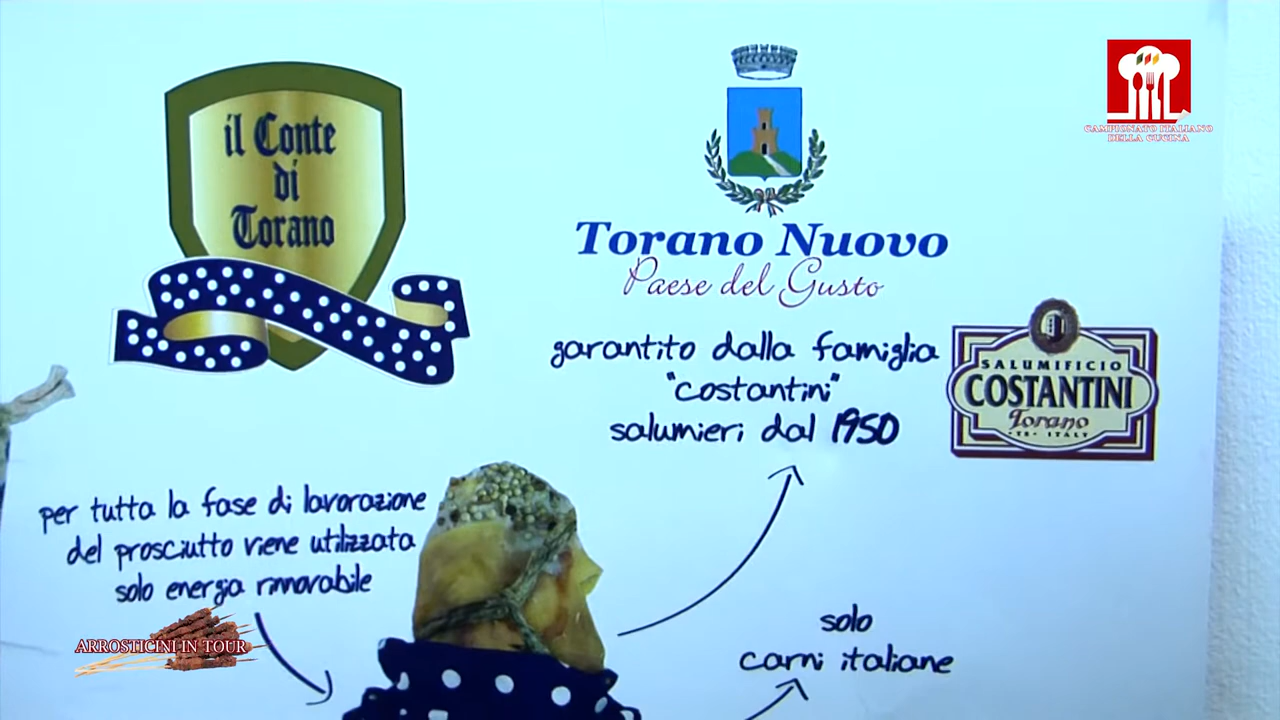 il Conte
di
Torano
Torano Nuovo
Paese del Gusto
garantito dalla famiglia
"costantini"
salumieri dal 1950
SALUMIFICIO
COSTANTINI
Torano
-TE- ITALY
per tutta la fase di lavorazione
del prosciutto viene utilizzata
solo energia rinnovabile
solo
carni italiane
CAMPIONATO ITALIANO
DELLA CUCINA
ARROSTICINI IN TOUR